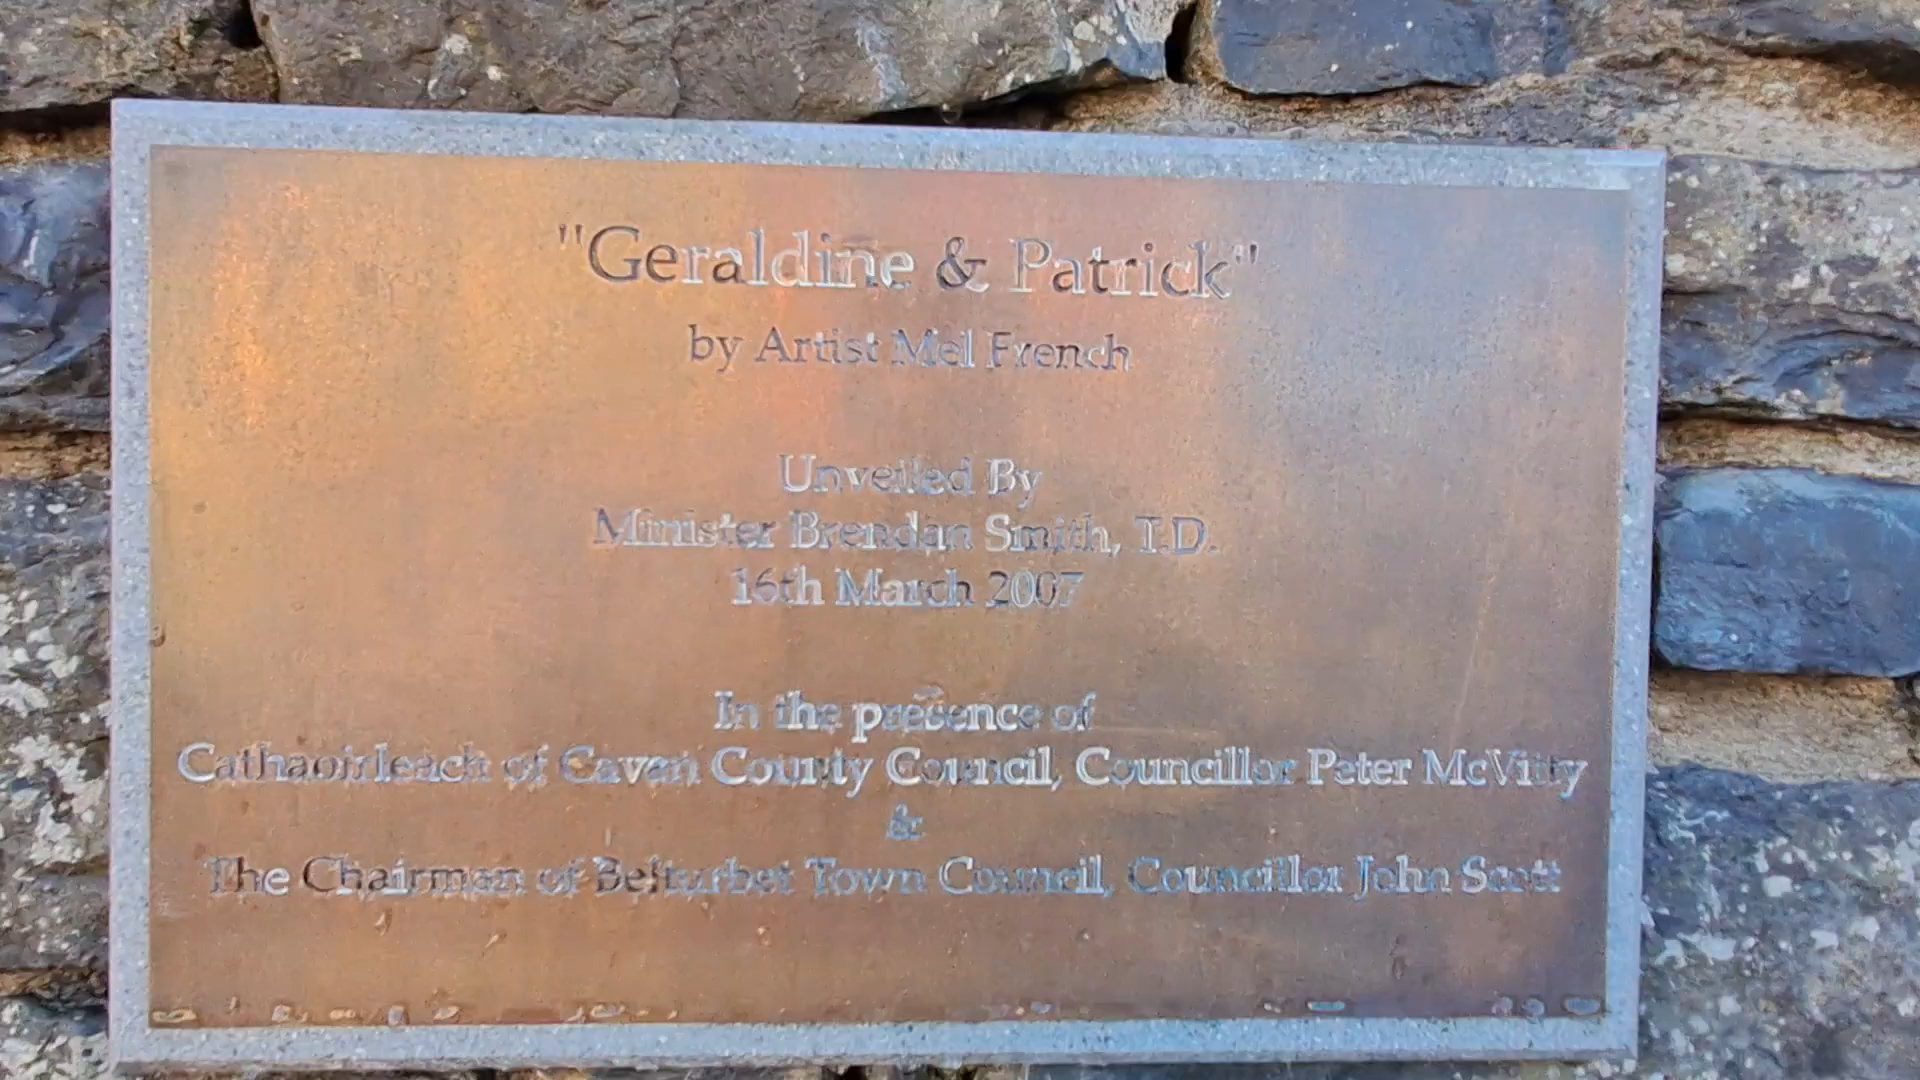 "Geraldine & Patrick"
by Artist Mel French
Unveiled By
Minister Brendan Smith, T.D.
16th March 2007
In the presence of
Cathaoirleach of Cavan County Council, Councillor Peter McVitty
&
The Chairman of Belturbet Town Council, Councillor John Scott